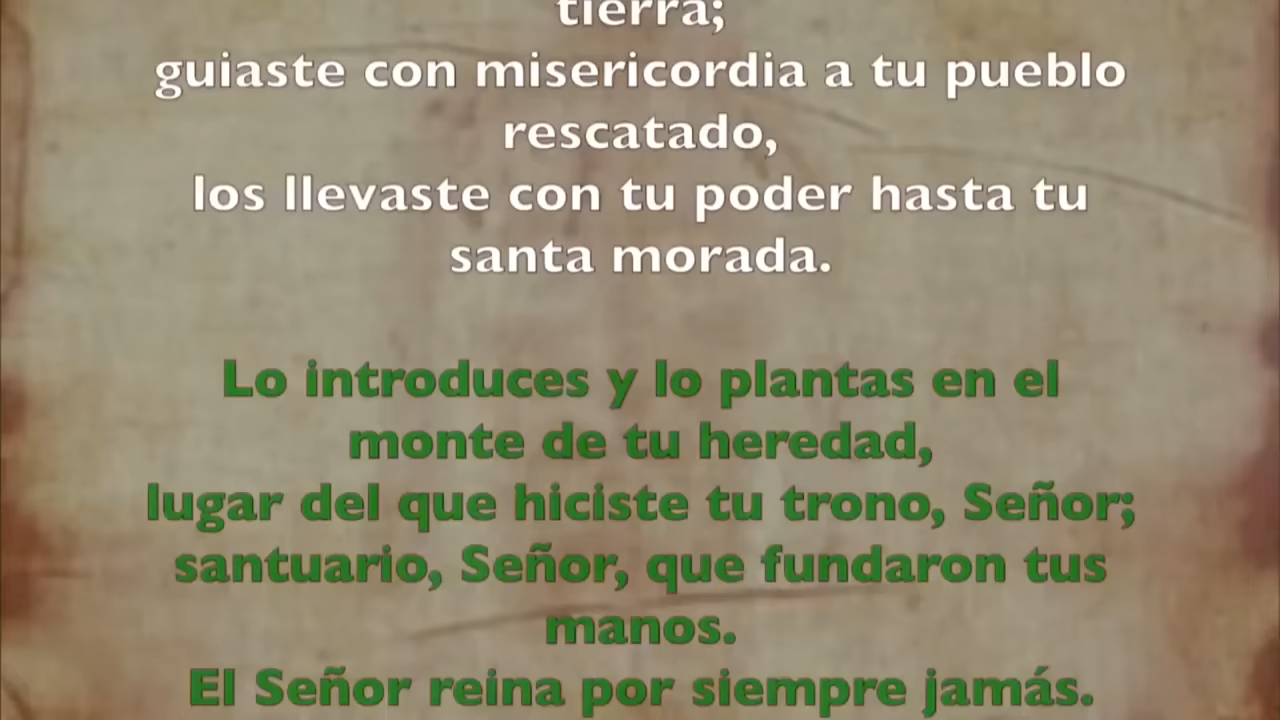 tierra;
guiaste con misericordia a tu pueblo
rescatado,
los llevaste con tu poder hasta tu
santa morada.
Lo introduces y lo plantas en el
monte de tu heredad,
lugar del que hiciste tu trono, Señor;
santuario, Señor, que fundaron tus
manos.
El Señor reina por siempre jamás.